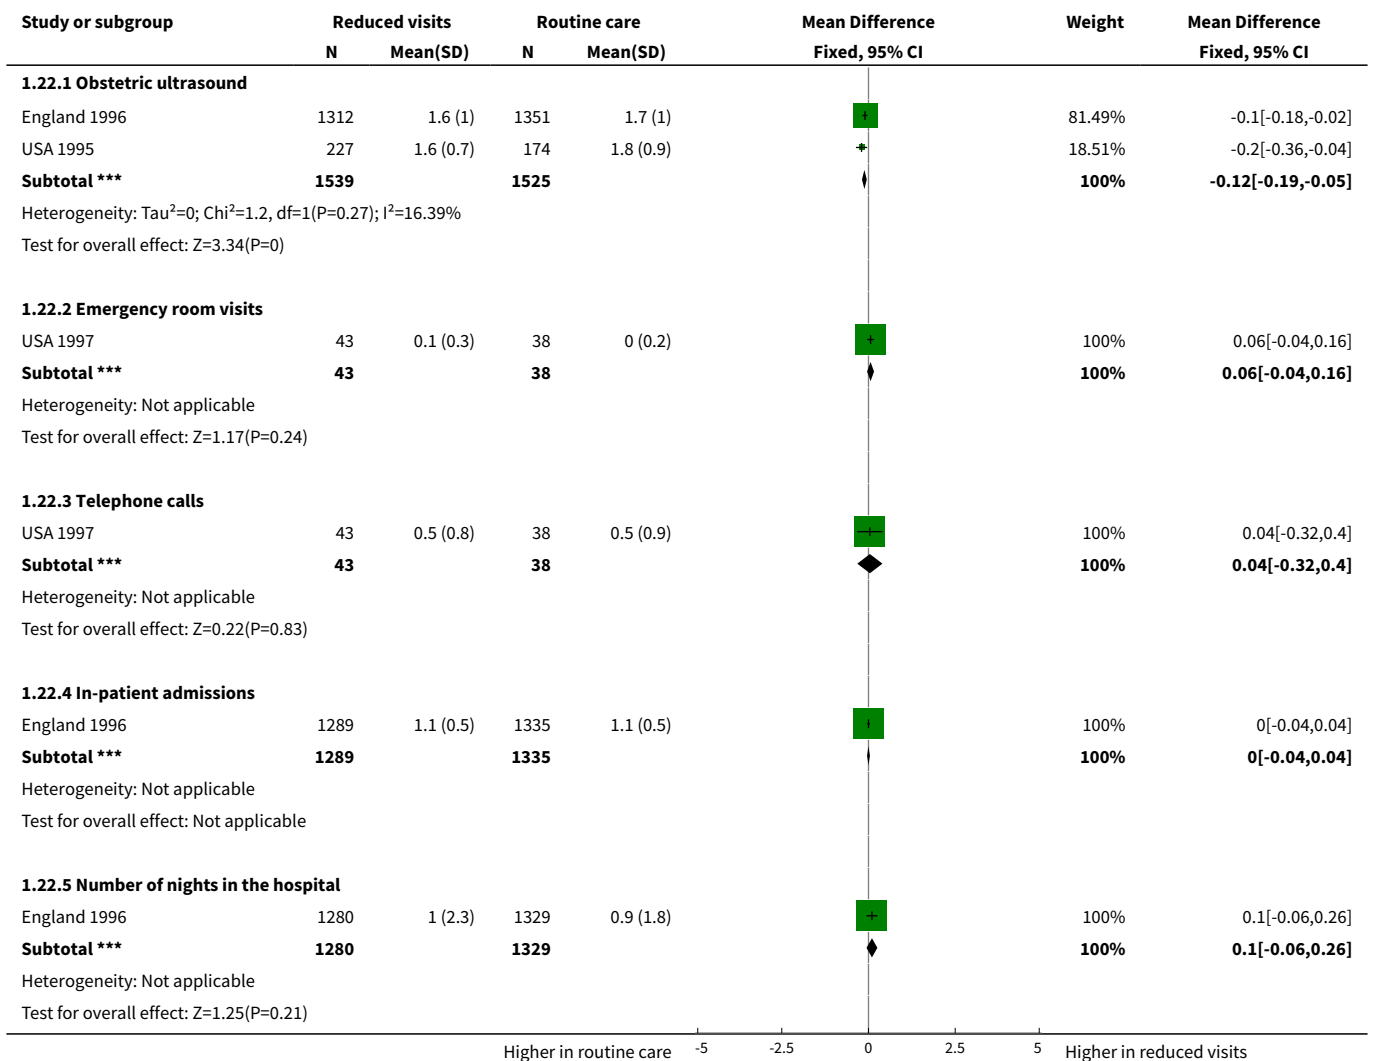 Study or subgroup Reduced visits Routine care Mean Difference Weight Mean Difference
N Mean(SD) N Mean(SD) Fixed, 95% CI Fixed, 95% CI
1.22.1 Obstetric ultrasound
England 1996 1312 1.6 (1) 1351 1.7 (1) 81.49% -0.1[-0.18,-0.02]
USA 1995 227 1.6 (0.7) 174 1.8 (0.9) 18.51% -0.2[-0.36,-0.04]
Subtotal *** 1539 1525 100% -0.12[-0.19,-0.05]
Heterogeneity: Tau²=0; Chi²=1.2, df=1(P=0.27); I²=16.39%
Test for overall effect: Z=3.34(P=0)
1.22.2 Emergency room visits
USA 1997 43 0.1 (0.3) 38 0 (0.2) 100% 0.06[-0.04,0.16]
Subtotal *** 43 38 100% 0.06[-0.04,0.16]
Heterogeneity: Not applicable
Test for overall effect: Z=1.17(P=0.24)
1.22.3 Telephone calls
USA 1997 43 0.5 (0.8) 38 0.5 (0.9) 100% 0.04[-0.32,0.4]
Subtotal *** 43 38 100% 0.04[-0.32,0.4]
Heterogeneity: Not applicable
Test for overall effect: Z=0.22(P=0.83)
1.22.4 In-patient admissions
England 1996 1289 1.1 (0.5) 1335 1.1 (0.5) 100% 0[-0.04,0.04]
Subtotal *** 1289 1335 100% 0[-0.04,0.04]
Heterogeneity: Not applicable
Test for overall effect: Not applicable
1.22.5 Number of nights in the hospital
England 1996 1280 1 (2.3) 1329 0.9 (1.8) 100% 0.1[-0.06,0.26]
Subtotal *** 1280 1329 100% 0.1[-0.06,0.26]
Heterogeneity: Not applicable
Test for overall effect: Z=1.25(P=0.21)
Higher in routine care -5 -2.5 0 2.5 5 Higher in reduced visits